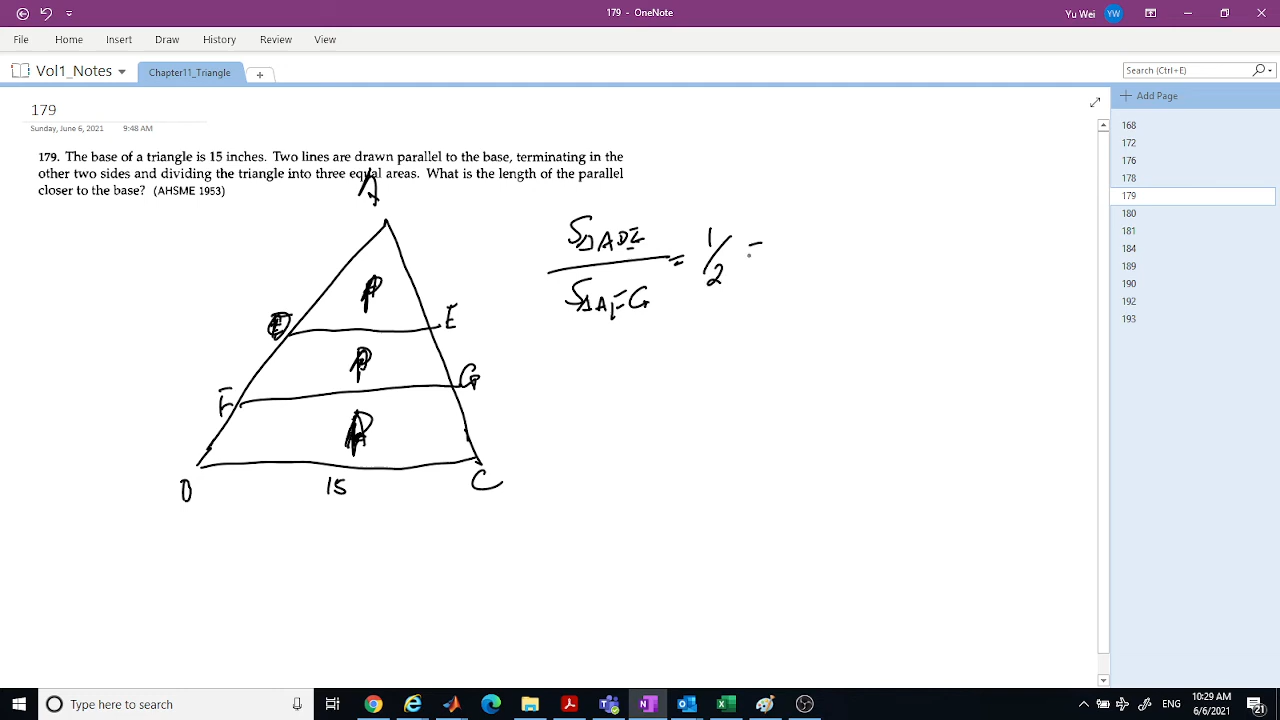 179 - OneNote
Yu Wei YW
File Home Insert Draw History Review View
Vol1_Notes
Chapter11_Triangle
Search (Ctrl+E)
Add Page
179
Sunday, June 6, 2021 9:48 AM
179. The base of a triangle is 15 inches. Two lines are drawn parallel to the base, terminating in the
other two sides and dividing the triangle into three equal areas. What is the length of the parallel
closer to the base? (AHSME 1953)
A
E
F
G
B
C
15
S△ADE
S△AFG
= 1/2 =
168
172
176
178
179
180
181
184
189
190
192
193
Type here to search
ENG
10:29 AM
6/6/2021
21